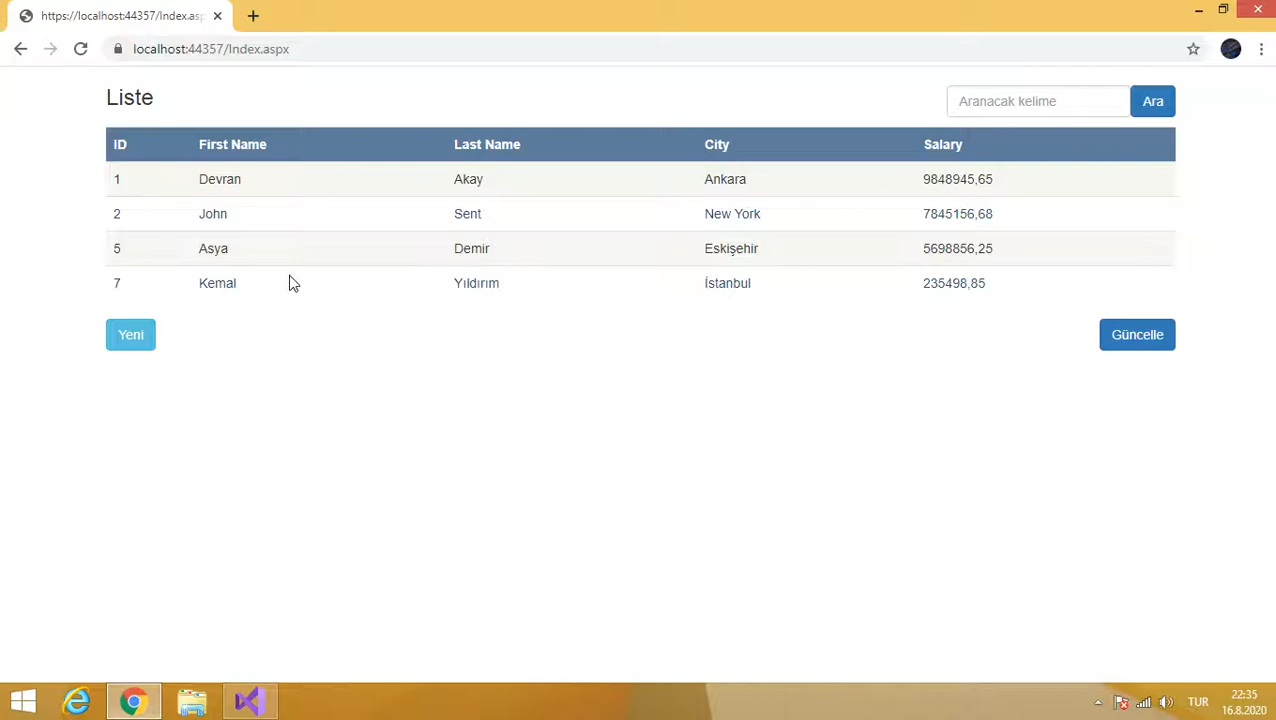 https://localhost:44357/Index.asp
localhost:44357/Index.aspx
Liste
Aranacak kelime
Ara
ID First Name Last Name City Salary
1 Devran Akay Ankara 9848945,65
2 John Sent New York 7845156,68
5 Asya Demir Eskişehir 5698856,25
7 Kemal Yıldırım İstanbul 235498,85
Yeni
Güncelle
TUR
22:35
16.8.2020